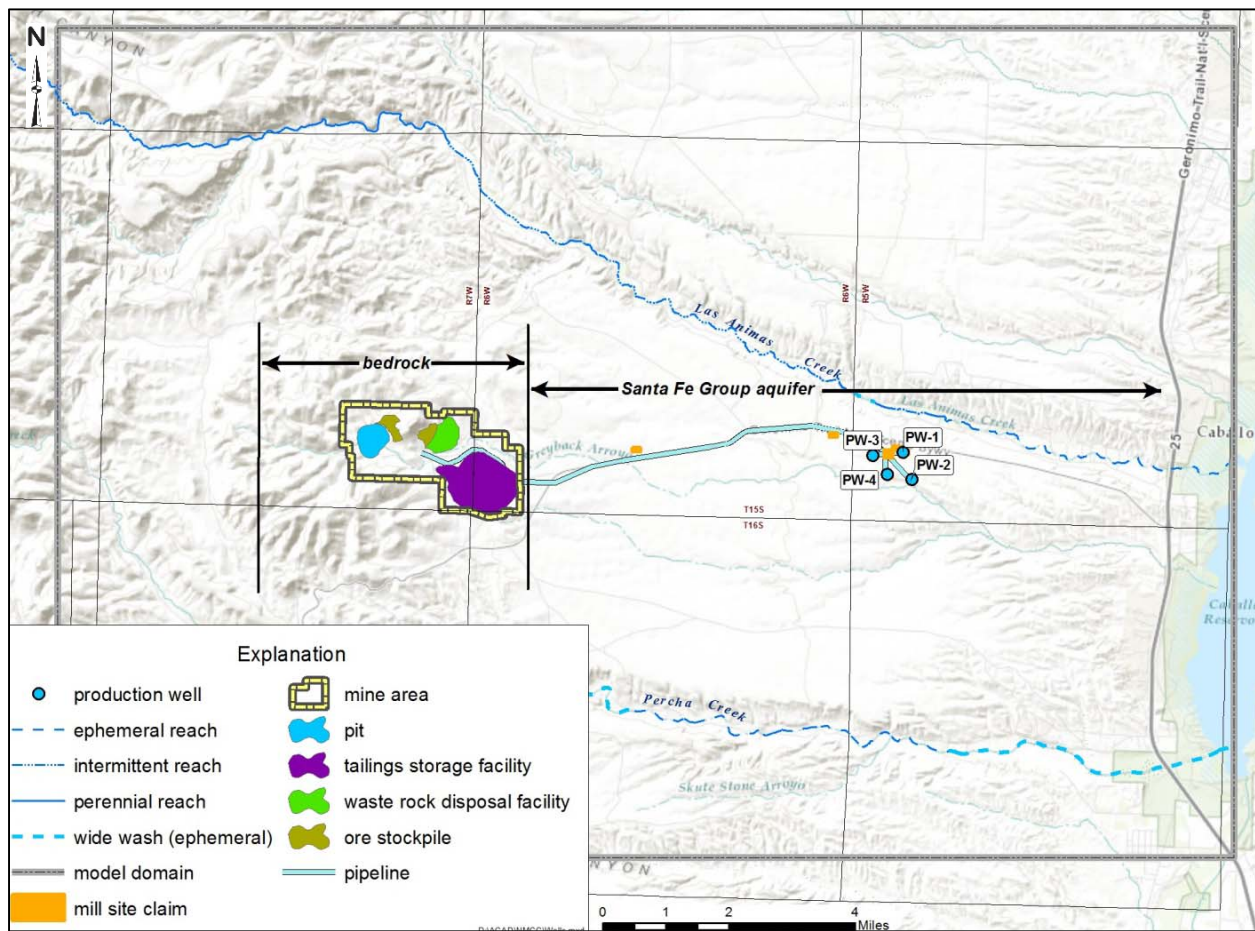 N
ANYON
Geronimo-Trail-Nat'l-Sce
R7W
R6W
R6W
R5W
Las Animas Creek
bedrock
Santa Fe Group aquifer
Las Animas Creek
25
Caballo
PW-3
PW-1
PW-2
PW-4
Greyback Arroyo
T15S
T16S
Caballo
Reservoir
Percha Creek
Skute Stone Arroyo
ANYON
Explanation
production well
ephemeral reach
intermittent reach
perennial reach
wide wash (ephemeral)
model domain
mill site claim
mine area
pit
tailings storage facility
waste rock disposal facility
ore stockpile
pipeline
0 1 2 4
Miles